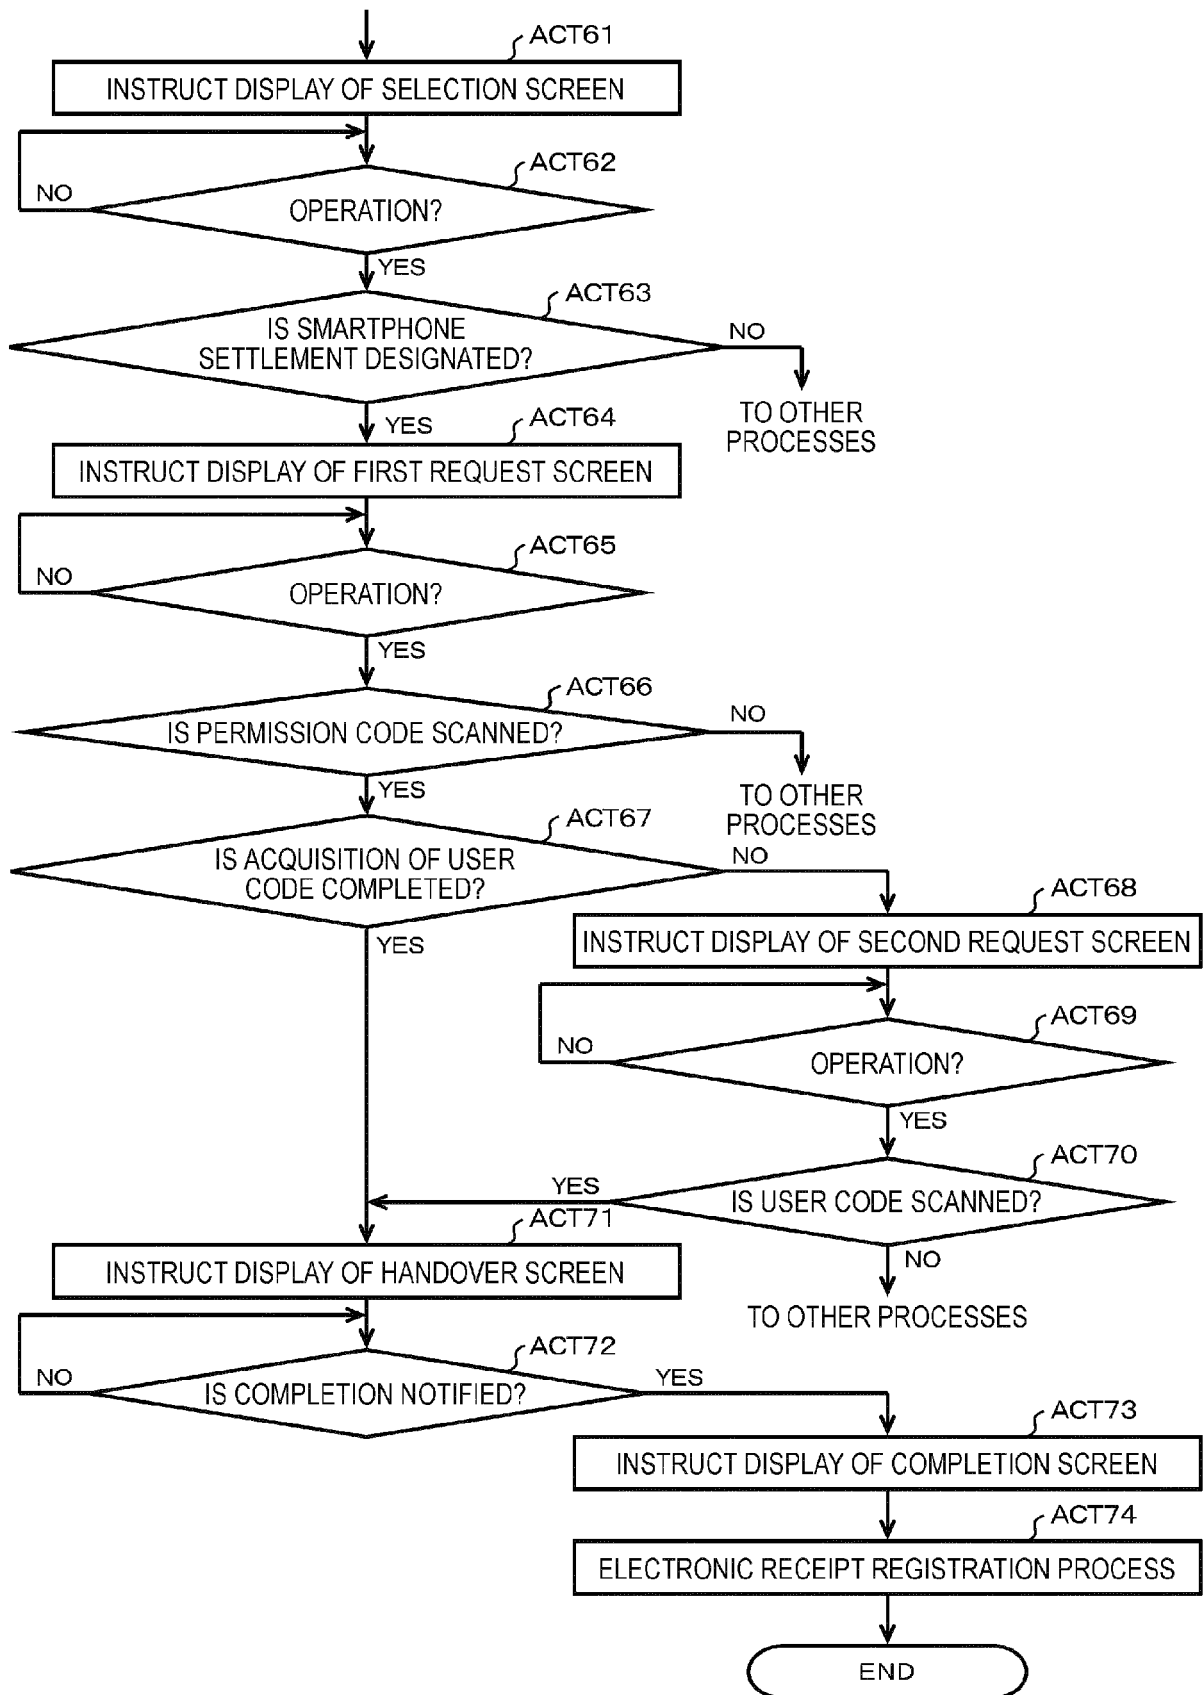 ACT61
INSTRUCT DISPLAY OF SELECTION SCREEN
ACT62
NO
OPERATION?
YES
ACT63
IS SMARTPHONE
SETTLEMENT DESIGNATED?
NO
TO OTHER
PROCESSES
YES
ACT64
INSTRUCT DISPLAY OF FIRST REQUEST SCREEN
ACT65
NO
OPERATION?
YES
ACT66
IS PERMISSION CODE SCANNED?
NO
TO OTHER
PROCESSES
YES
ACT67
IS ACQUISITION OF USER
CODE COMPLETED?
NO
YES
ACT68
INSTRUCT DISPLAY OF SECOND REQUEST SCREEN
ACT69
NO
OPERATION?
YES
ACT70
IS USER CODE SCANNED?
YES
NO
TO OTHER PROCESSES
ACT71
INSTRUCT DISPLAY OF HANDOVER SCREEN
ACT72
NO
IS COMPLETION NOTIFIED?
YES
ACT73
INSTRUCT DISPLAY OF COMPLETION SCREEN
ACT74
ELECTRONIC RECEIPT REGISTRATION PROCESS
END